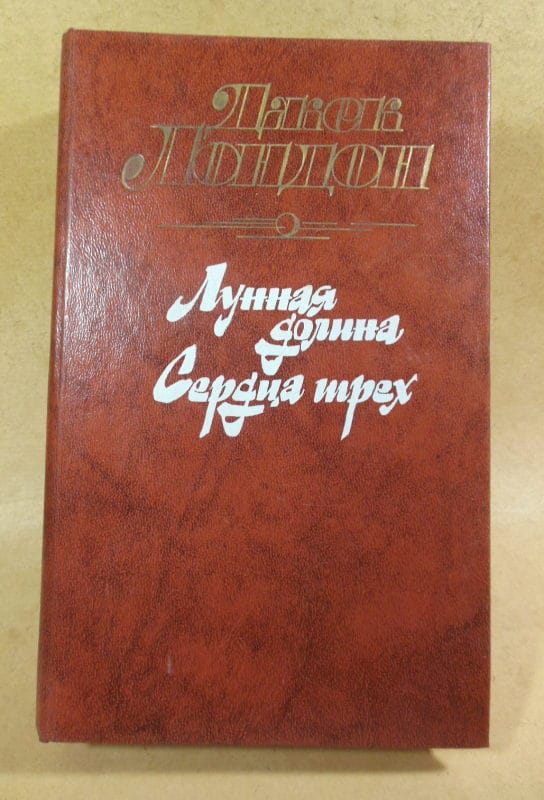 Джек
Лондон
Лунная
долина
Сердца трех